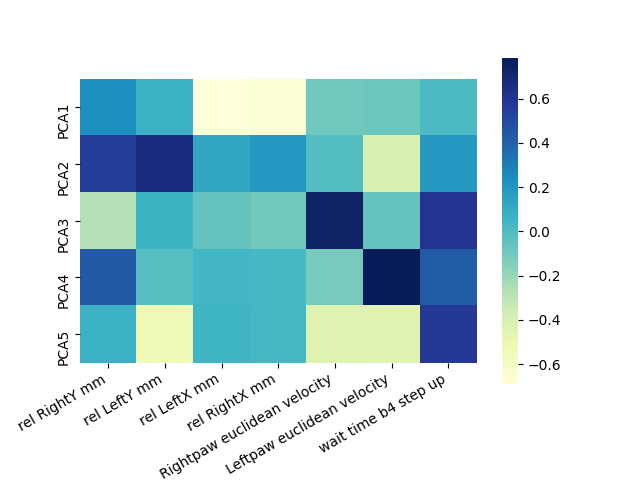 PCA1
PCA2
PCA3
PCA4
PCA5
rel RightY mm
rel LeftY mm
rel LeftX mm
rel RightX mm
Rightpaw euclidean velocity
Leftpaw euclidean velocity
wait time b4 step up
0.6
0.4
0.2
0.0
−0.2
−0.4
−0.6